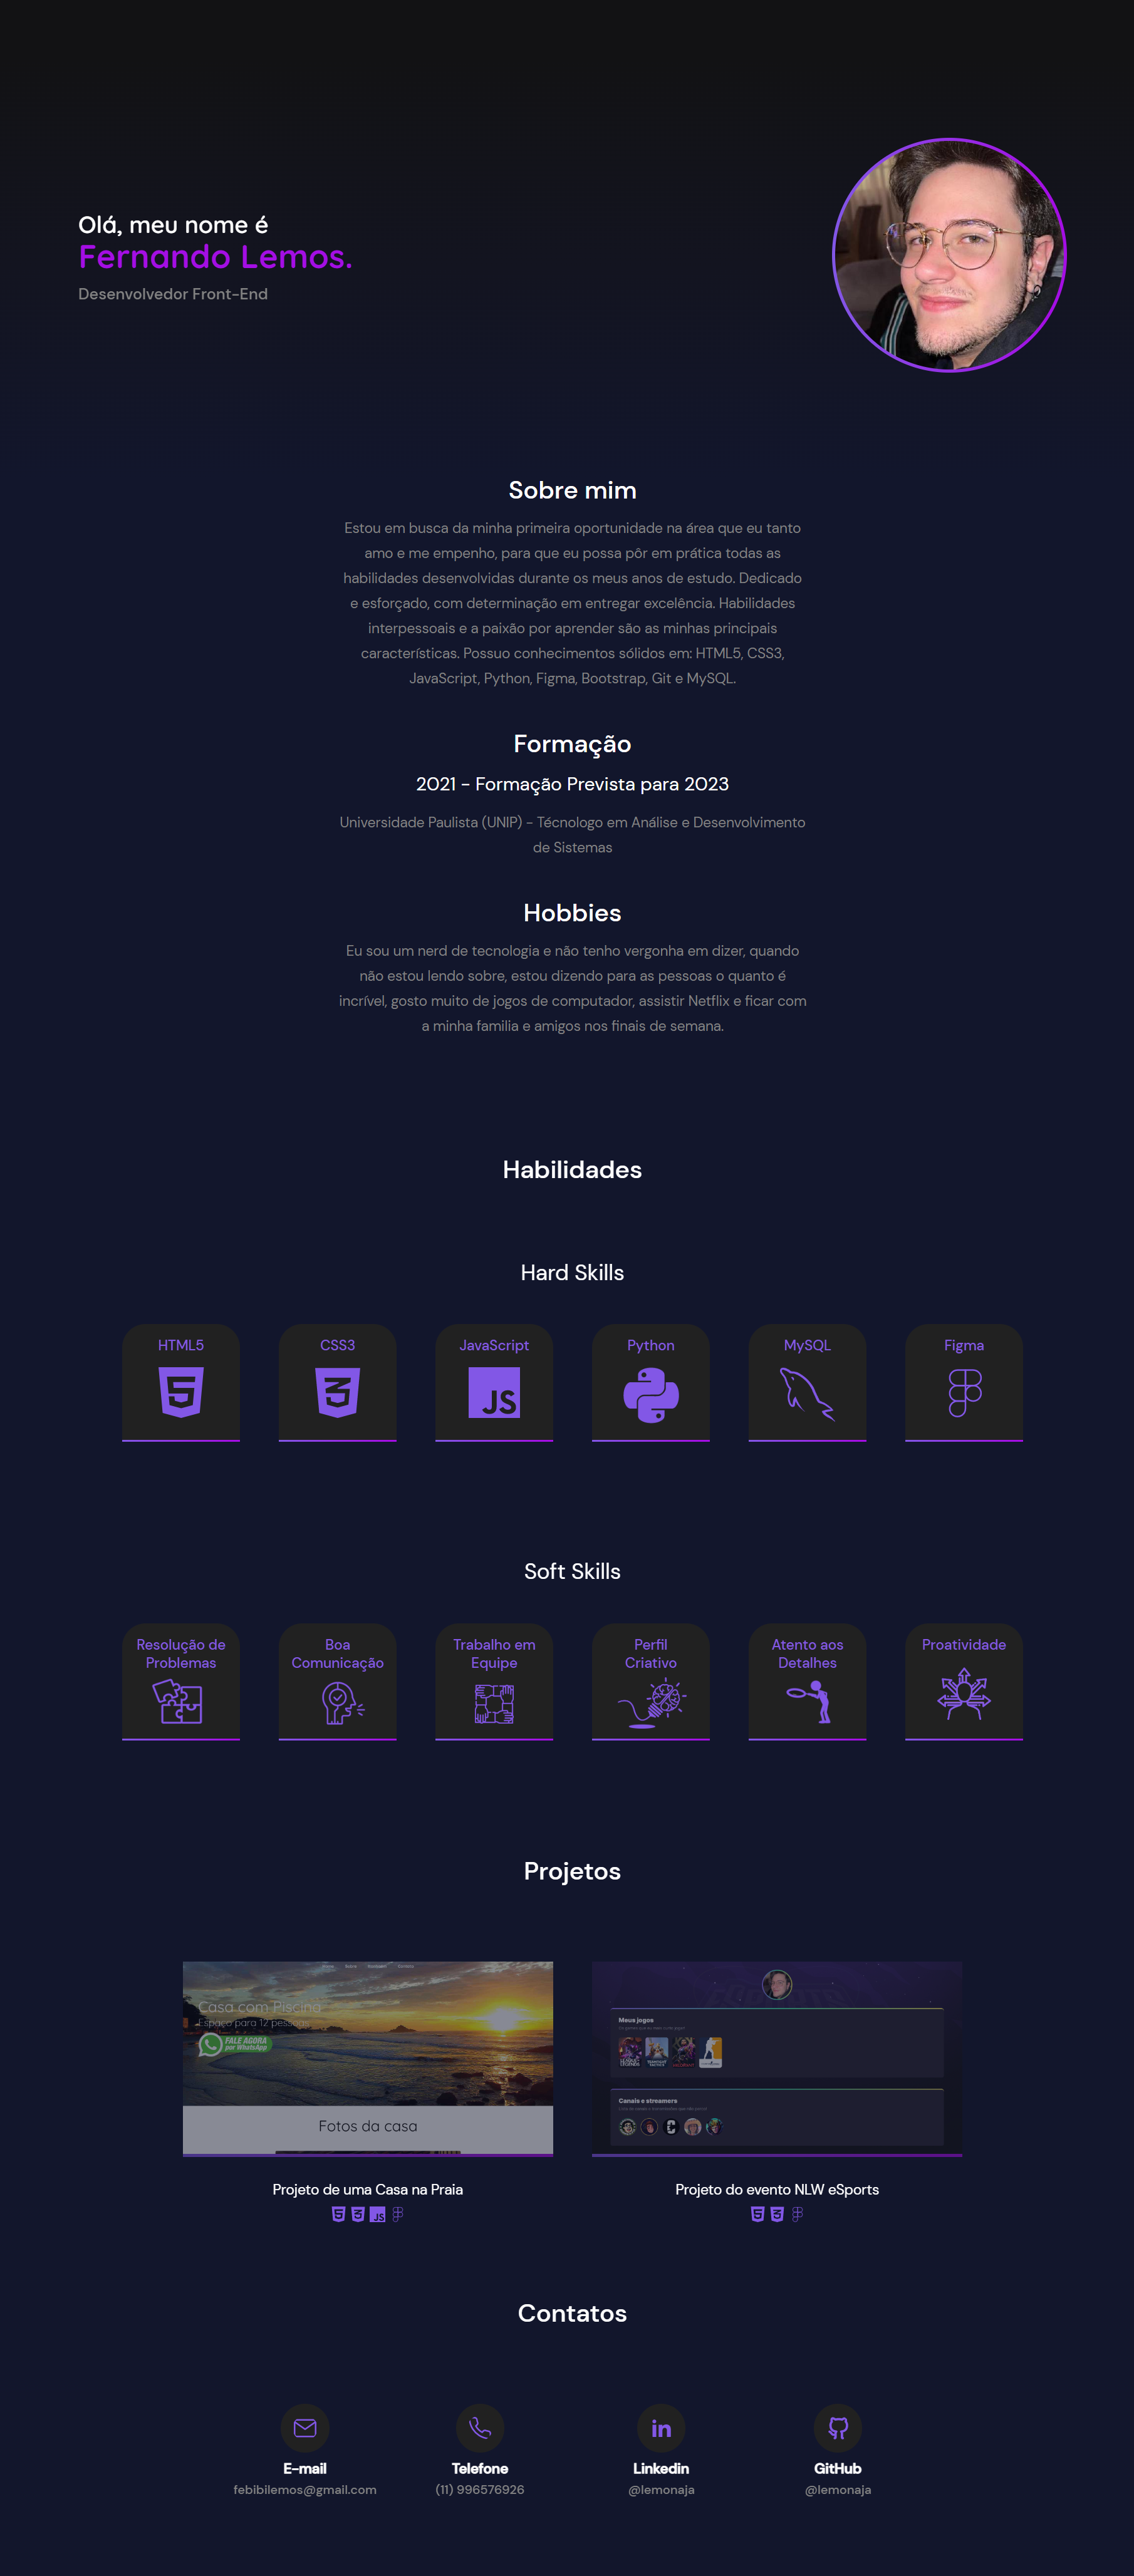 Olá, meu nome é
Fernando Lemos.
Desenvolvedor Front-End
Sobre mim
Estou em busca da minha primeira oportunidade na área que eu tanto
amo e me empenho, para que eu possa pôr em prática todas as
habilidades desenvolvidas durante os meus anos de estudo. Dedicado
e esforçado, com determinação em entregar excelência. Habilidades
interpessoais e a paixão por aprender são as minhas principais
características. Possuo conhecimentos sólidos em: HTML5, CSS3,
JavaScript, Python, Figma, Bootstrap, Git e MySQL.
Formação
2021 - Formação Prevista para 2023
Universidade Paulista (UNIP) - Técnologo em Análise e Desenvolvimento
de Sistemas
Hobbies
Eu sou um nerd de tecnologia e não tenho vergonha em dizer, quando
não estou lendo sobre, estou dizendo para as pessoas o quanto é
incrível, gosto muito de jogos de computador, assistir Netflix e ficar com
a minha familia e amigos nos finais de semana.
Habilidades
Hard Skills
HTML5
CSS3
JavaScript
JS
Python
MySQL
Figma
Soft Skills
Resolução de
Problemas
Boa
Comunicação
Trabalho em
Equipe
Perfil
Criativo
Atento aos
Detalhes
Proatividade
Projetos
Casa com Piscina
Espaço para 12 pessoas
FALE AGORA
por WhatsApp
Fotos da casa
Meus jogos
Canais e streamers
Projeto de uma Casa na Praia
JS
Projeto do evento NLW eSports
Contatos
E-mail
febibilemos@gmail.com
Telefone
(11) 996576926
in
Linkedin
@lemonaja
GitHub
@lemonaja